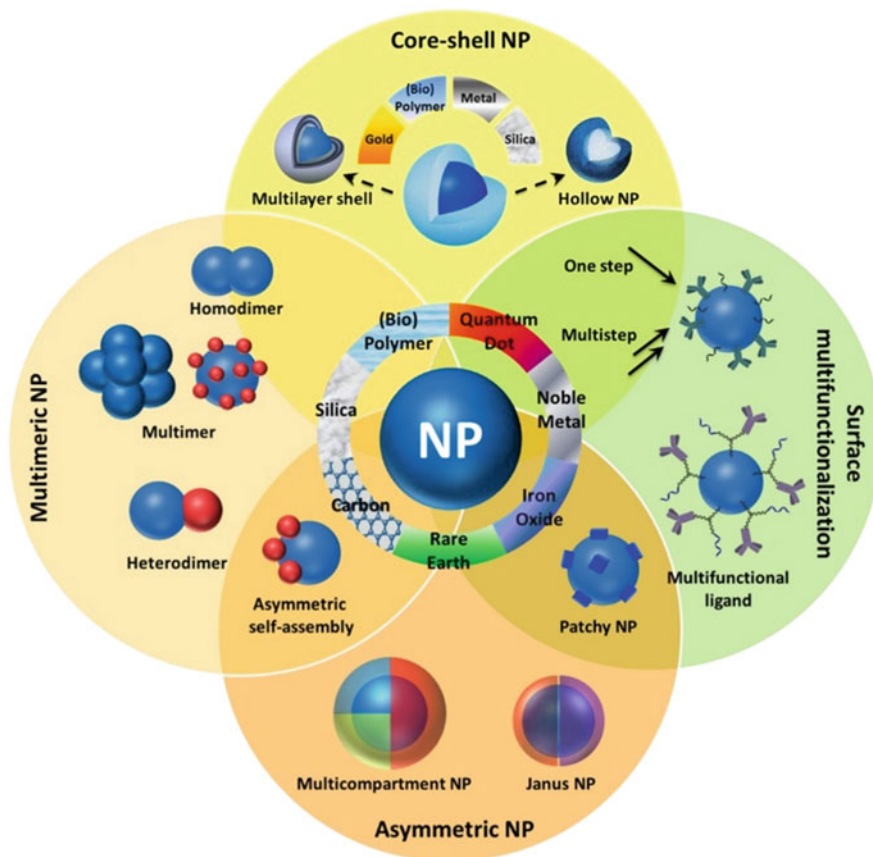 Core-shell NP
(Bio)
Polymer
Metal
Gold
Silica
Multilayer shell
Hollow NP
Homodimer
Multimer
Heterodimer
Multimeric NP
One step
Multistep
Multifunctional
ligand
Surface
multifunctionalization
(Bio)
Polymer
Quantum
Dot
Silica
Noble
Metal
NP
Carbon
Iron
Oxide
Rare
Earth
Asymmetric
self-assembly
Patchy NP
Multicompartment NP
Janus NP
Asymmetric NP